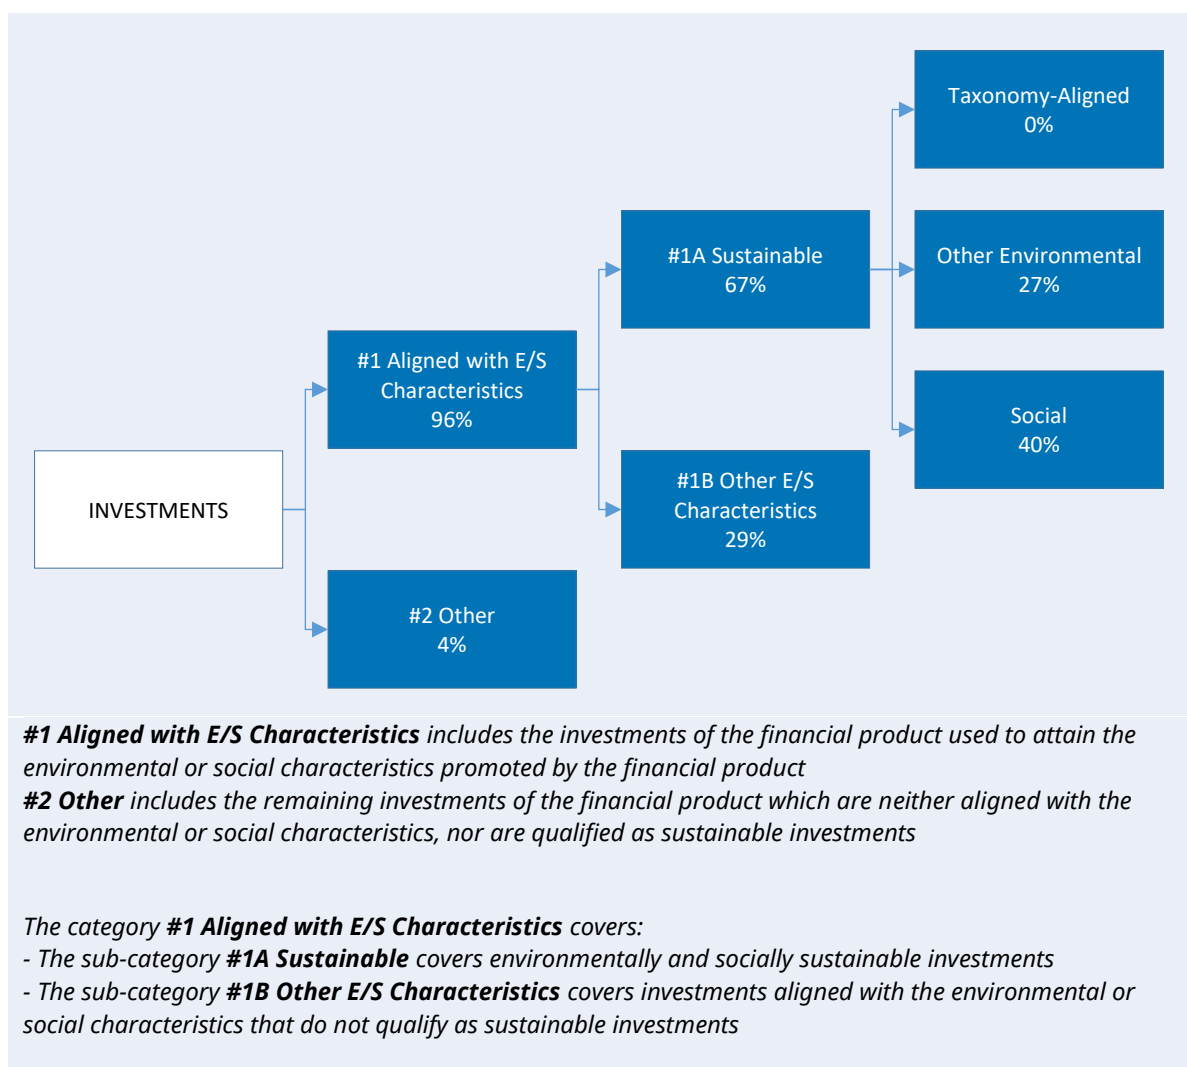 Taxonomy-Aligned
0%
#1A Sustainable
67%
Other Environmental
27%
#1 Aligned with E/S
Characteristics
96%
Social
40%
INVESTMENTS
#1B Other E/S
Characteristics
29%
#2 Other
4%
#1 Aligned with E/S Characteristics includes the investments of the financial product used to attain the
environmental or social characteristics promoted by the financial product
#2 Other includes the remaining investments of the financial product which are neither aligned with the
environmental or social characteristics, nor are qualified as sustainable investments
The category #1 Aligned with E/S Characteristics covers:
- The sub-category #1A Sustainable covers environmentally and socially sustainable investments
- The sub-category #1B Other E/S Characteristics covers investments aligned with the environmental or
social characteristics that do not qualify as sustainable investments